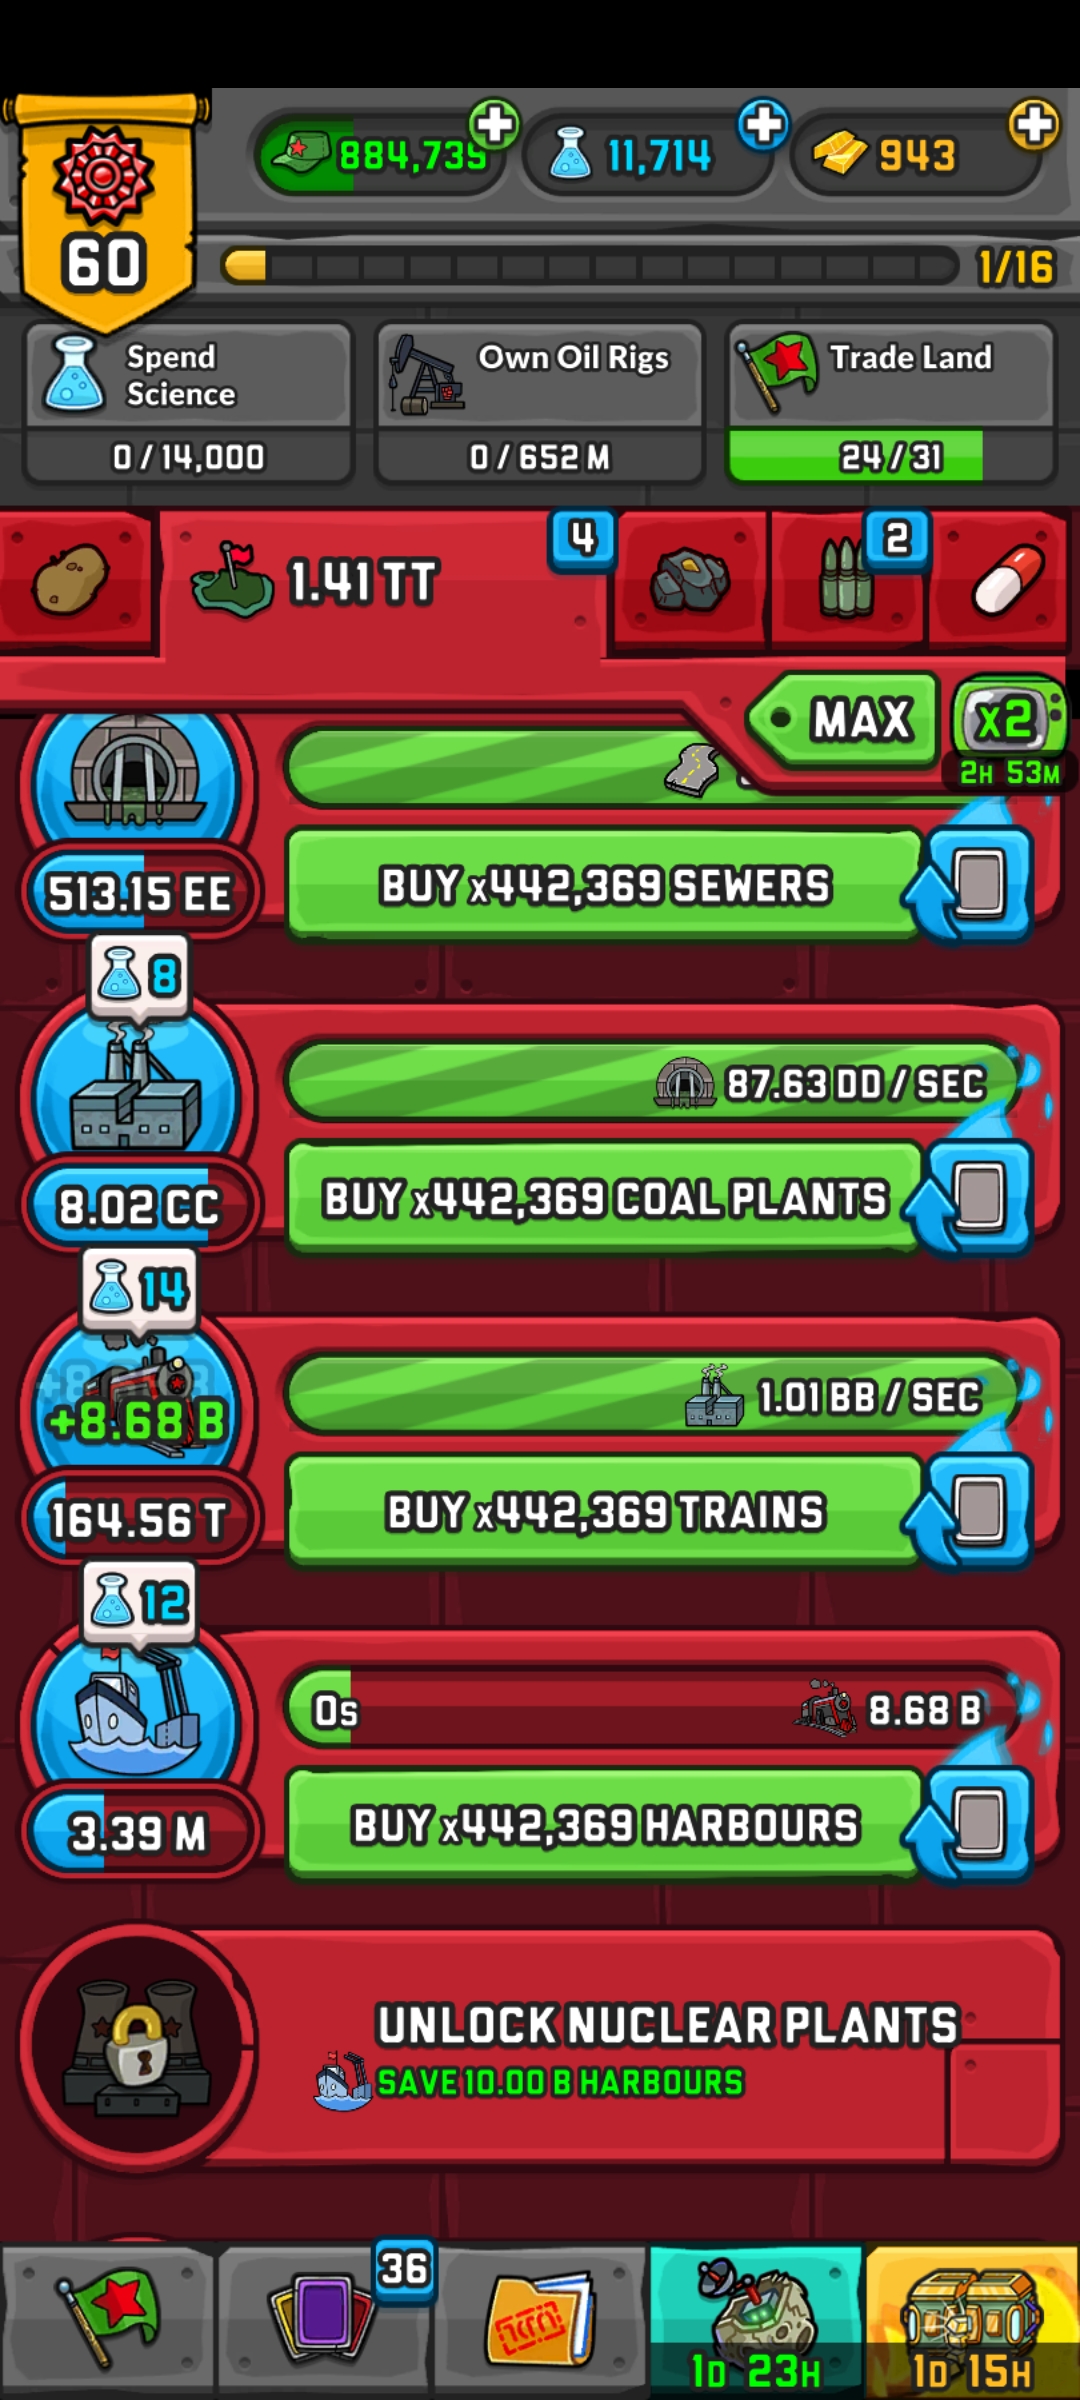 884,739
11,714
943
60
1/16
Spend
Science
0/14,000
Own Oil Rigs
0/652 M
Trade Land
24/31
1.41 TT
4
2
MAX
x2
2H 53M
513.15 EE
BUY x442,369 SEWERS
8
87.63 DD / SEC
8.02 CC
BUY x442,369 COAL PLANTS
14
1.01 BB / SEC
+8.68 B
164.56 T
BUY x442,369 TRAINS
12
0s
8.68 B
3.39 M
BUY x442,369 HARBOURS
UNLOCK NUCLEAR PLANTS
SAVE 10.00 B HARBOURS
36
1D 23H
1D 15H